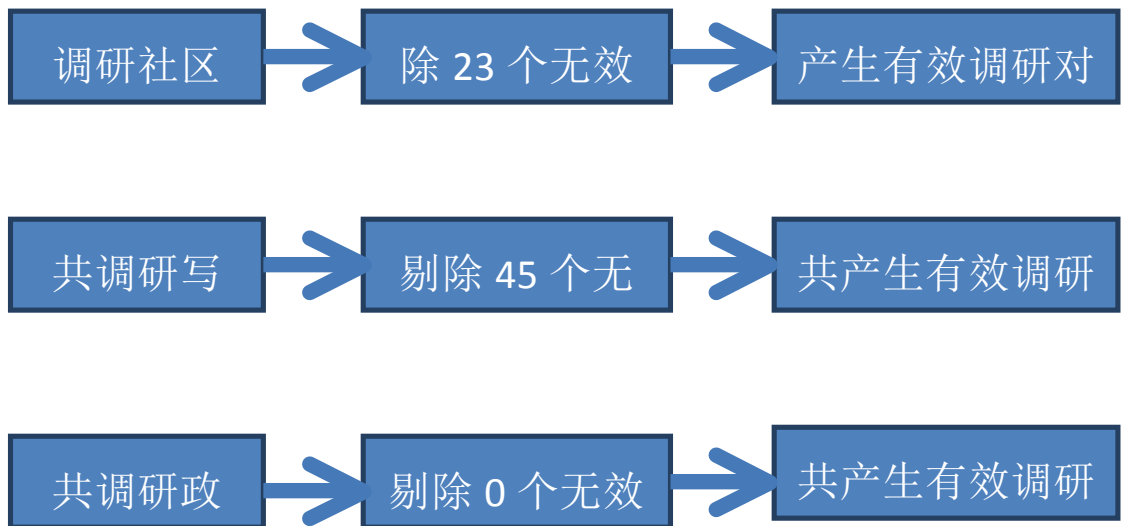 调研社区
除 23 个无效
产生有效调研对
共调研写
剔除 45 个无
共产生有效调研
共调研政
剔除 0 个无效
共产生有效调研